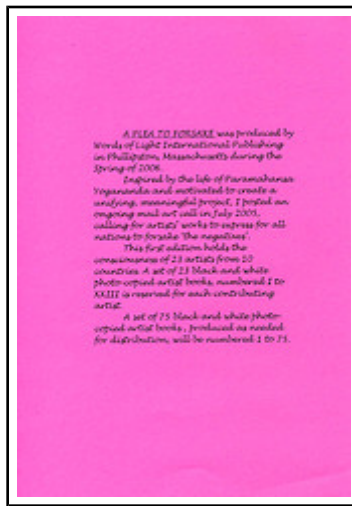 A PLEA TO FORSAKE was produced by
Words of Light International Publishing
in Phillipston, Massachusetts during the
Spring of 2006.
Inspired by the life of Paramahansa
Yogananda and motivated to create a
unifying, meaningful project, I posted an
ongoing mail art call in July 2005,
calling for artists' works to express for all
nations to forsake 'the negatives'.
This first edition holds the
consciousness of 23 artists from 10
countries. A set of 23 black and white
photo-copied artist books, numbered I to
XXIII is reserved for each contributing
artist.
A set of 75 black and white photo-
copied artist books, produced as needed
for distribution, will be numbered 1 to 75.